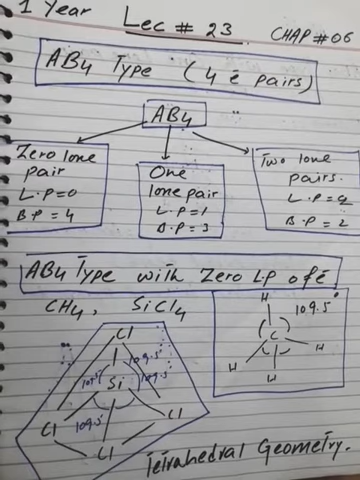 1 Year Lec # 23 CHAP # 06
AB4 Type (4 é pairs)
AB4
Zero lone
pair
L.P=0
B.P=4
One
lone pair
L.P=1
B.P=3
Two lone
pairs.
L.P=2
B.P=2
AB4 Type with Zero L.P of é
CH4, SiCl4
Cl
Si
109.5°
109.5°
109.5°
109.5°
Cl
Cl
Cl
H
109.5°
C
H
H
H
Tetrahedral Geometry.